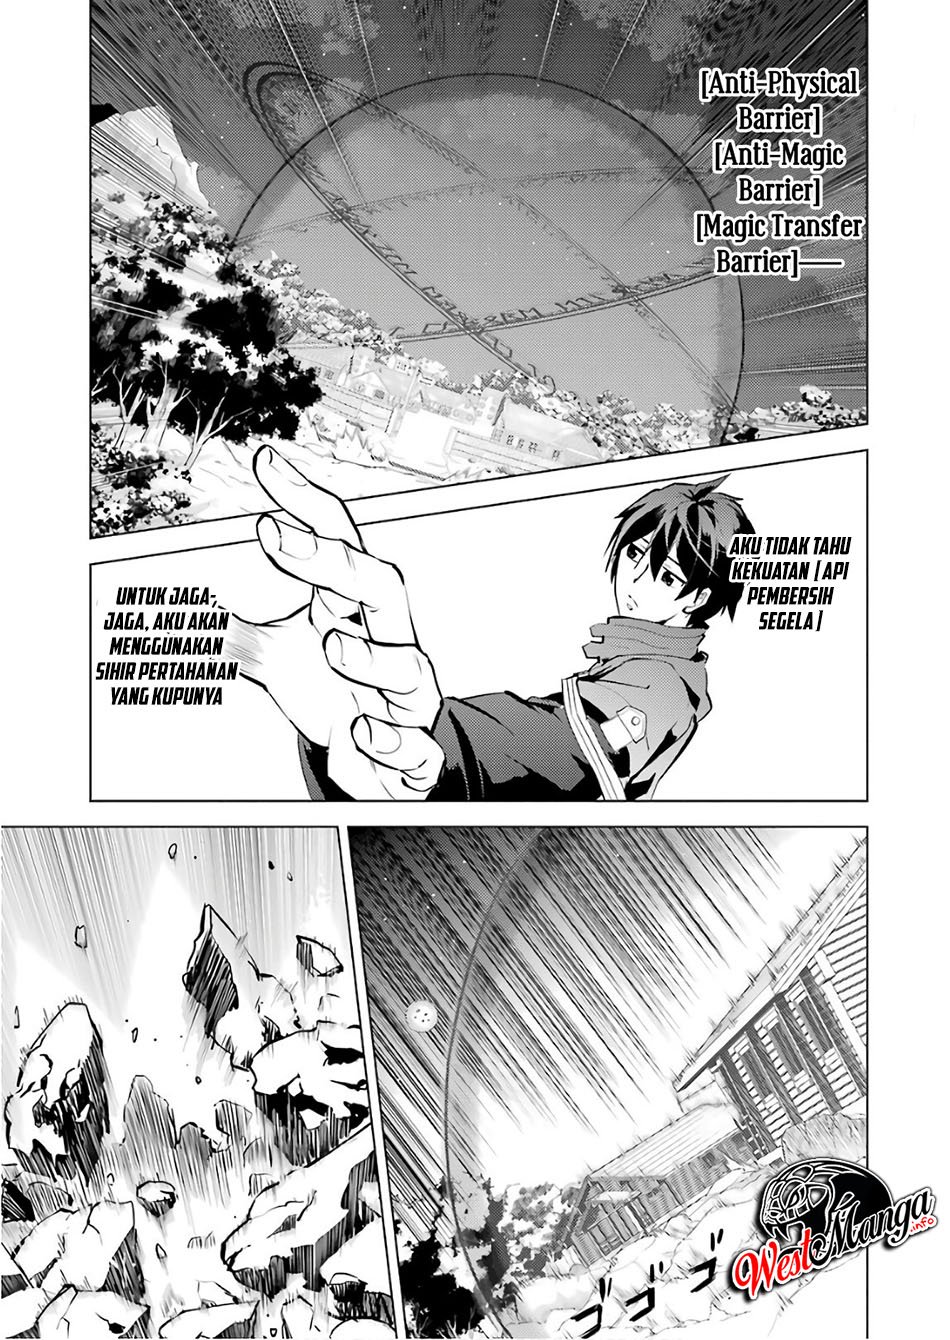 [Anti-Physical
Barrier]
[Anti-Magic
Barrier]
[Magic Transfer
Barrier]——
AKU TIDAK TAHU
KEKUATAN [ API
PEMBERSIH
SEGELA ]
UNTUK JAGA-
JAGA, AKU AKAN
MENGGUNAKAN
SIHIR PERTAHANAN
YANG KUPUNYA
ゴゴゴ
WestManga
.info